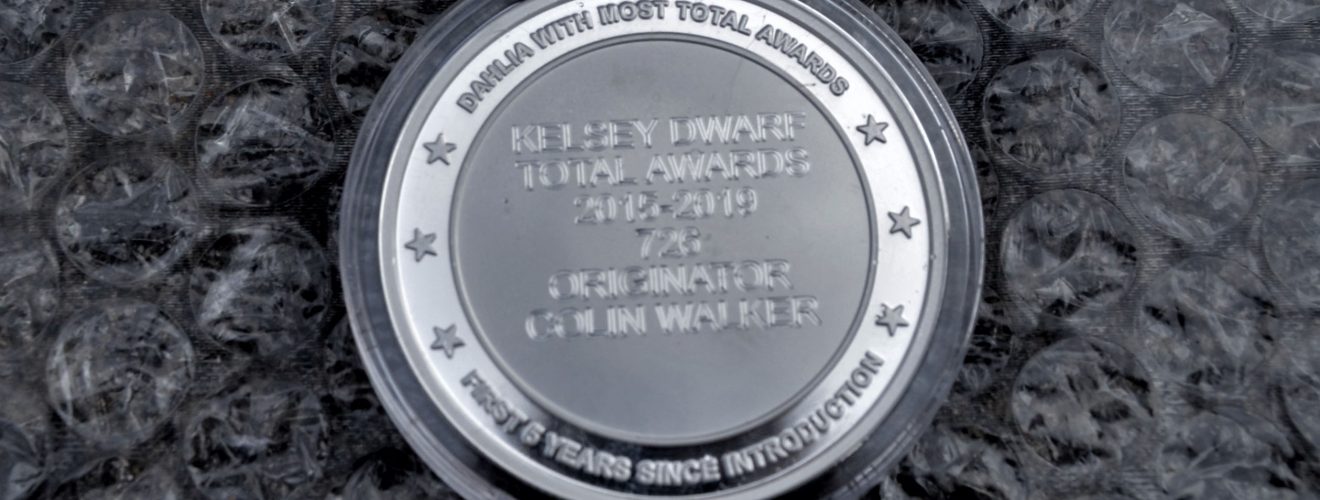 DAHLIA WITH MOST TOTAL AWARDS
KELSEY DWARF
TOTAL AWARDS
2015-2019
726
ORIGINATOR
COLIN WALKER
FIRST 5 YEARS SINCE INTRODUCTION